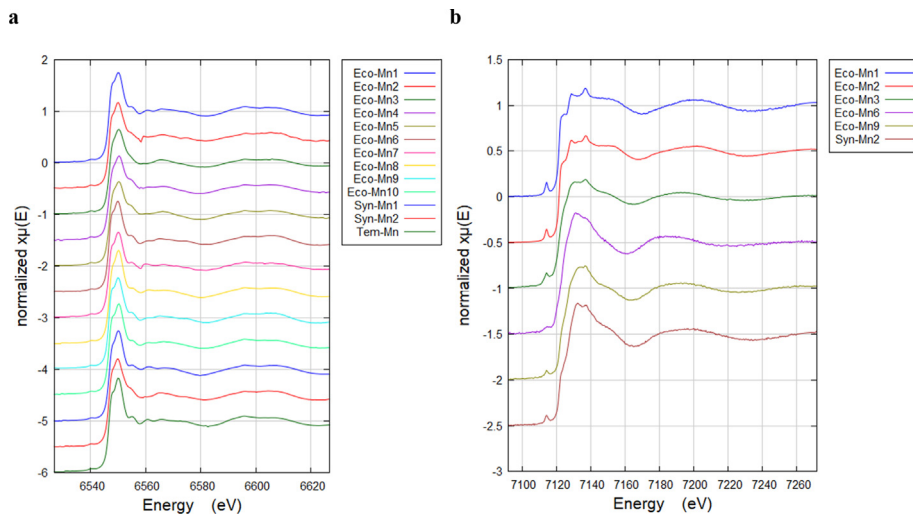 a
normalized xμ(E)
2
1
0
-1
-2
-3
-4
-5
-6
6540
6560
6580
6600
6620
Energy (eV)
Eco-Mn1
Eco-Mn2
Eco-Mn3
Eco-Mn4
Eco-Mn5
Eco-Mn6
Eco-Mn7
Eco-Mn8
Eco-Mn9
Eco-Mn10
Syn-Mn1
Syn-Mn2
Tem-Mn
b
normalized xμ(E)
1.5
1
0.5
0
-0.5
-1
-1.5
-2
-2.5
-3
7100
7120
7140
7160
7180
7200
7220
7240
7260
Energy (eV)
Eco-Mn1
Eco-Mn2
Eco-Mn3
Eco-Mn6
Eco-Mn9
Syn-Mn2